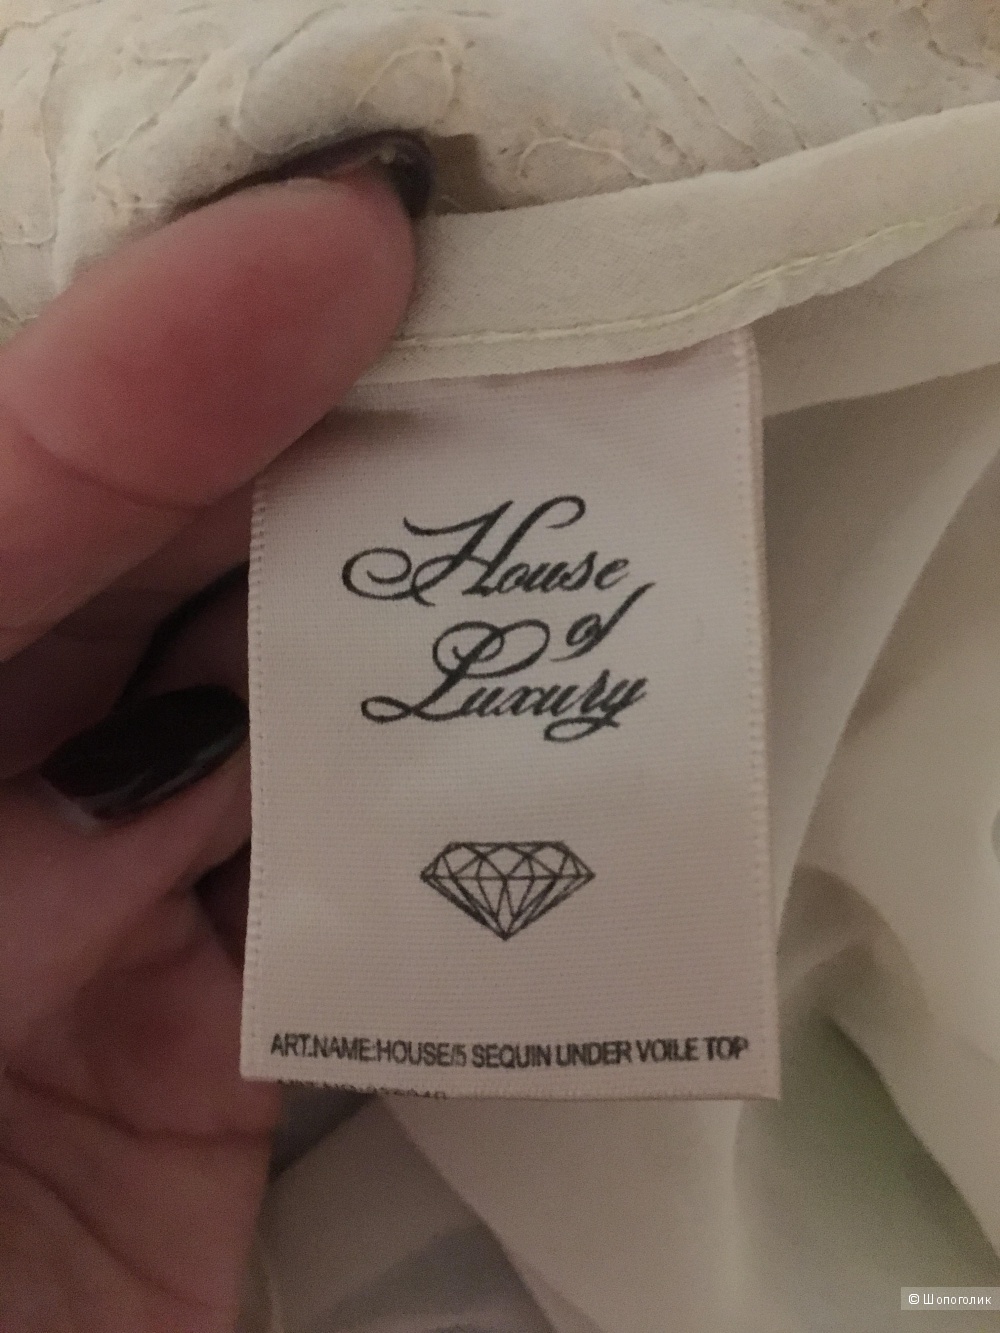 House
of
Luxury
ART.NAME:HOUSE/5 SEQUIN UNDER VOILE TOP
© Шопоголик